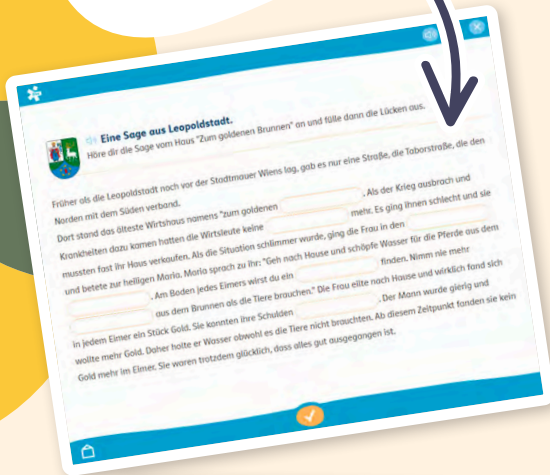 Eine Sage aus Leopoldstadt.
Höre dir die Sage vom Haus "Zum goldenen Brunnen" an und fülle dann die Lücken aus.
Früher als die Leopoldstadt noch vor der Stadtmauer Wiens lag, gab es nur eine Straße, die Taborstraße, die den
Norden mit dem Süden verband.
Dort stand das älteste Wirtshaus namens "zum goldenen . Als der Krieg ausbrach und
Krankheiten dazu kamen hatten die Wirtsleute keine mehr. Es ging ihnen schlecht und sie
mussten fast ihr Haus verkaufen. Als die Situation schlimmer wurde, ging die Frau in den
und betete zur heiligen Maria. Maria sprach zu ihr: "Geh nach Hause und schöpfe Wasser für die Pferde aus dem
. Am Boden jedes Eimers wirst du ein finden. Nimm nie mehr
aus dem Brunnen als die Tiere brauchen." Die Frau eilte nach Hause und wirklich fand sich
in jedem Eimer ein Stück Gold. Sie konnten ihre Schulden . Der Mann wurde gierig und
wollte mehr Gold. Daher holte er Wasser obwohl es die Tiere nicht brauchten. Ab diesem Zeitpunkt fanden sie kein
Gold mehr im Eimer. Sie waren trotzdem glücklich, dass alles gut ausgegangen ist.